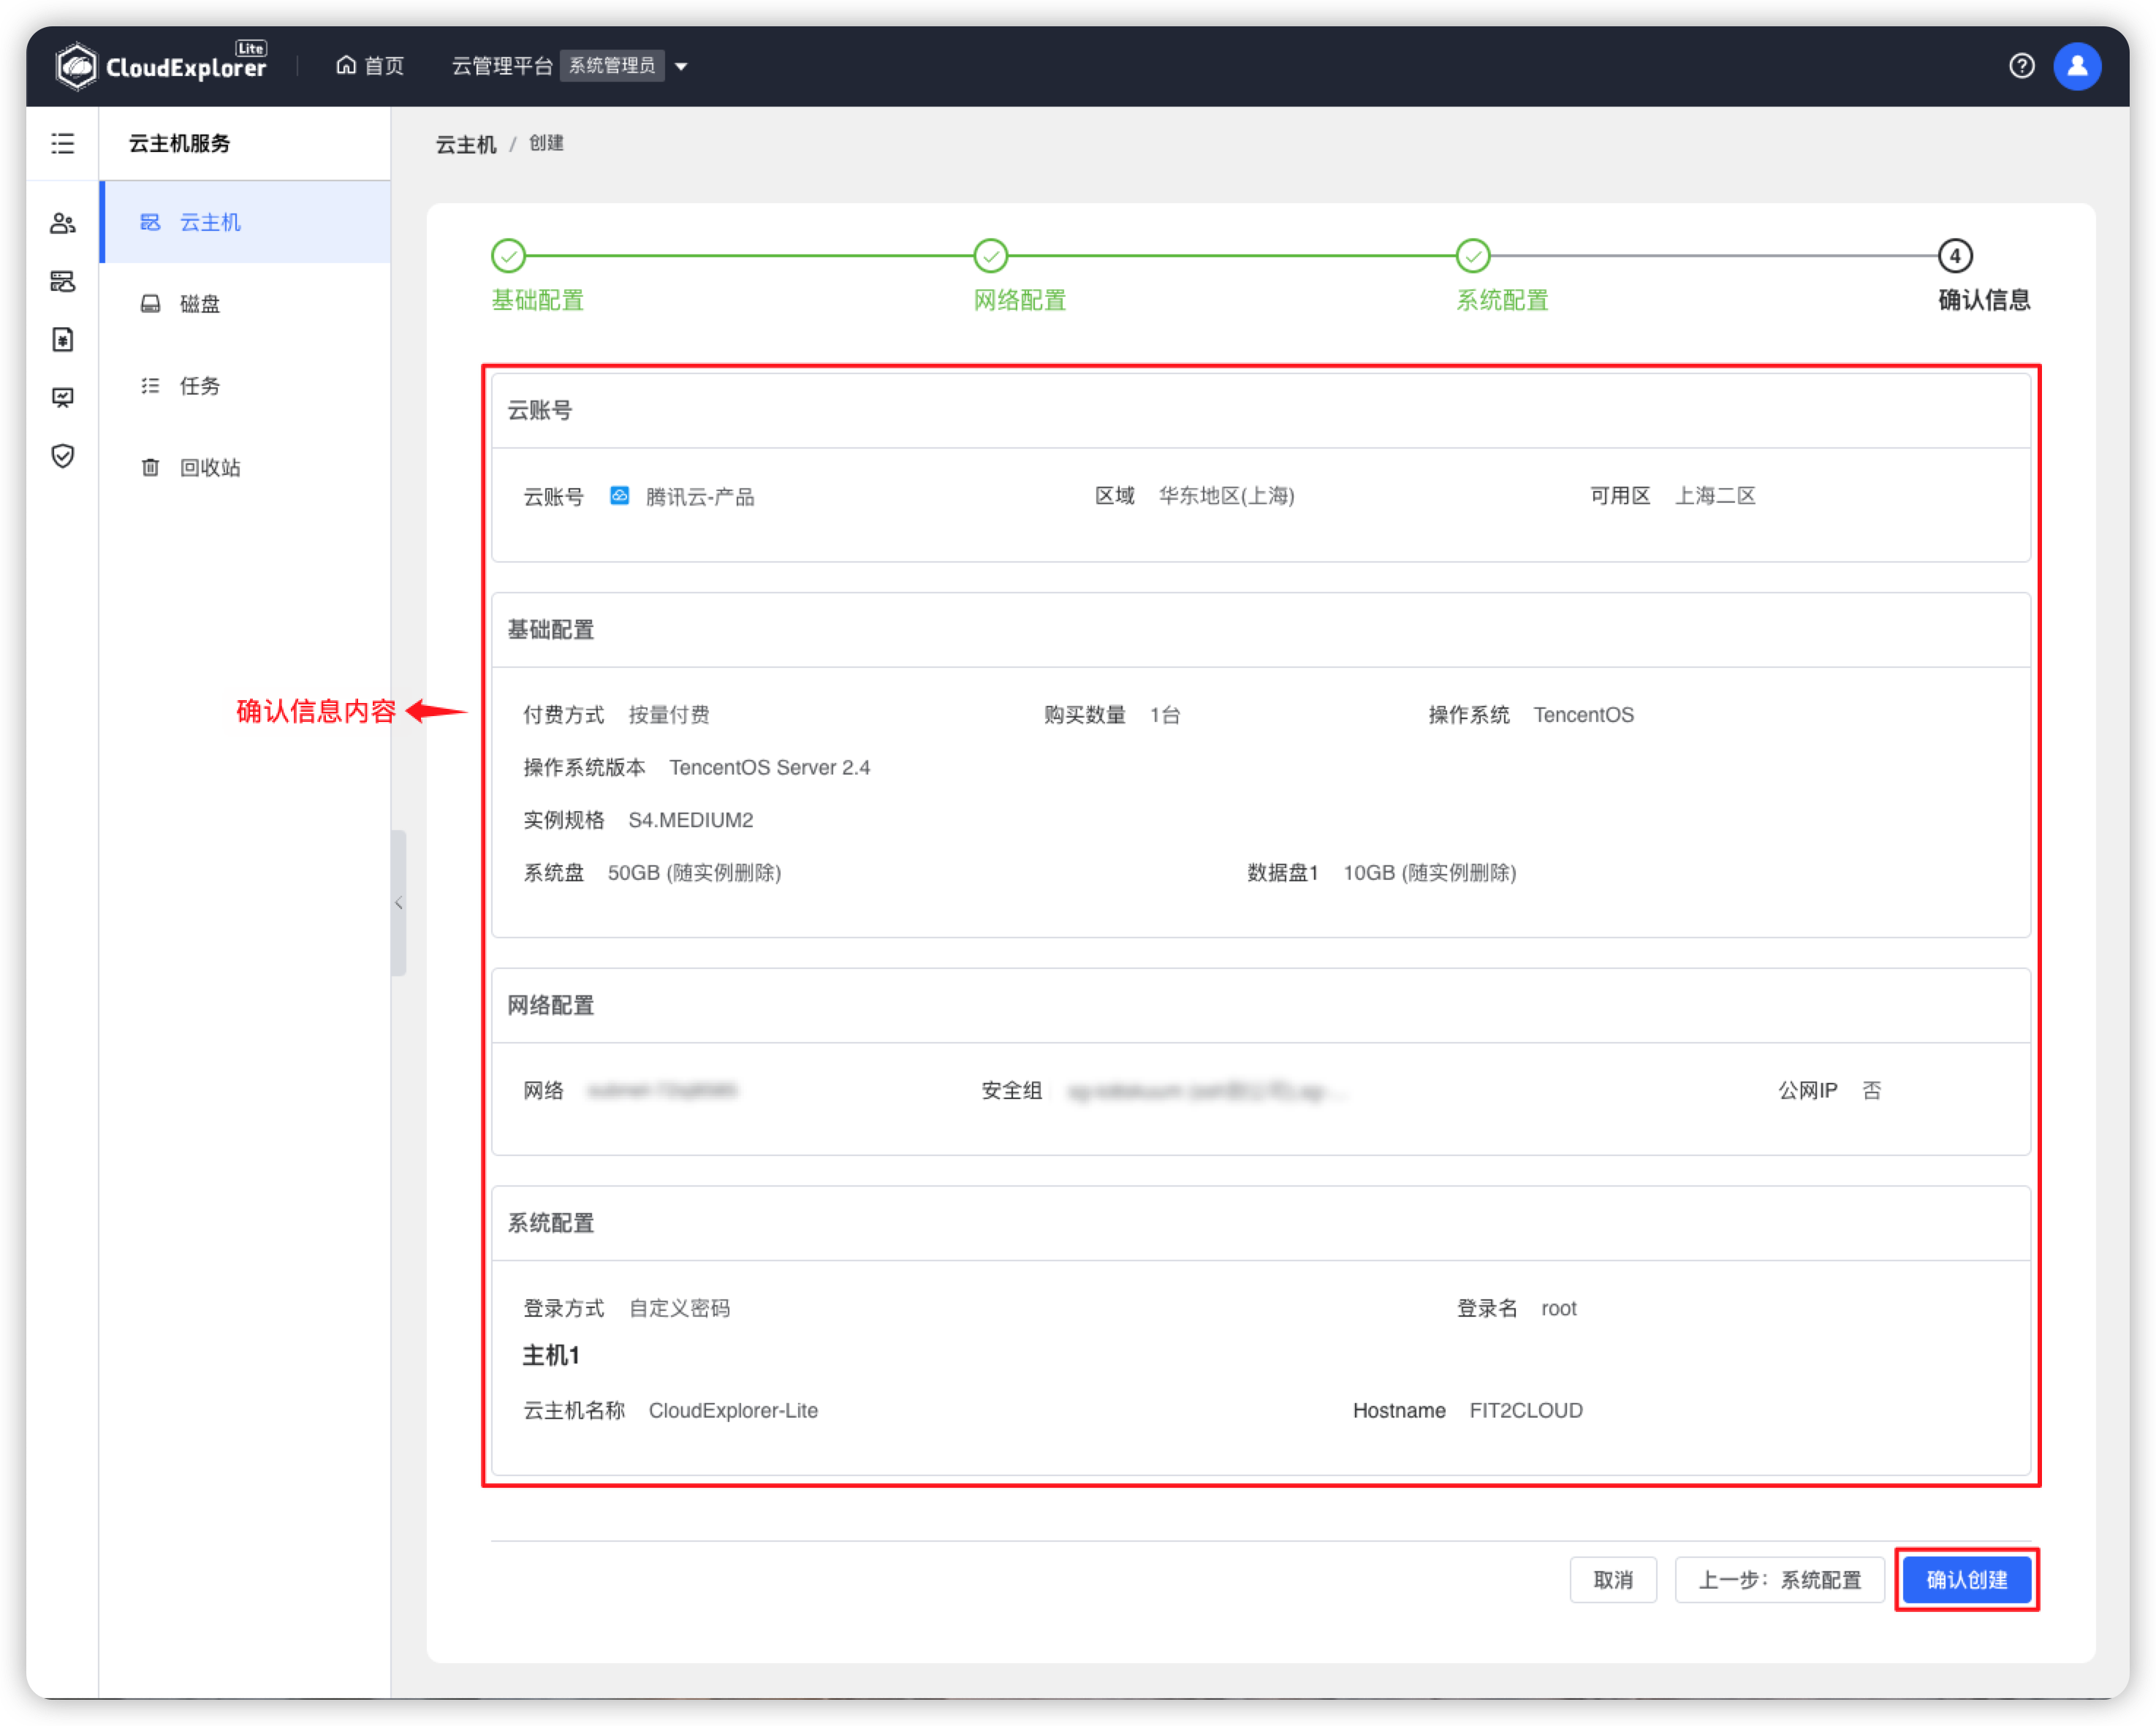 CloudExplorer Lite 首页 云管理平台 系统管理员
云主机服务
云主机
磁盘
任务
回收站
云主机 / 创建
基础配置 网络配置 系统配置 4 确认信息
云账号
云账号 腾讯云-产品 区域 华东地区(上海) 可用区 上海二区
基础配置
确认信息内容
付费方式 按量付费 购买数量 1台 操作系统 TencentOS
操作系统版本 TencentOS Server 2.4
实例规格 S4.MEDIUM2
系统盘 50GB (随实例删除) 数据盘1 10GB (随实例删除)
网络配置
网络 安全组 公网IP 否
系统配置
登录方式 自定义密码 登录名 root
主机1
云主机名称 CloudExplorer-Lite Hostname FIT2CLOUD
取消 上一步：系统配置 确认创建